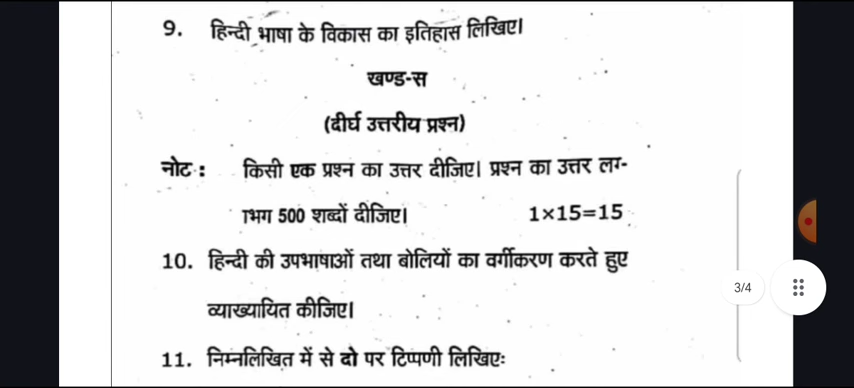 9. हिन्दी भाषा के विकास का इतिहास लिखिए।
खण्ड-स
(दीर्घ उत्तरीय प्रश्न)
नोट : किसी एक प्रश्न का उत्तर दीजिए। प्रश्न का उत्तर लग-
भग 500 शब्दों दीजिए। 1×15=15
10. हिन्दी की उपभाषाओं तथा बोलियों का वर्गीकरण करते हुए
3/4
व्याख्यायित कीजिए।
11. निम्नलिखित में से दो पर टिप्पणी लिखिएः